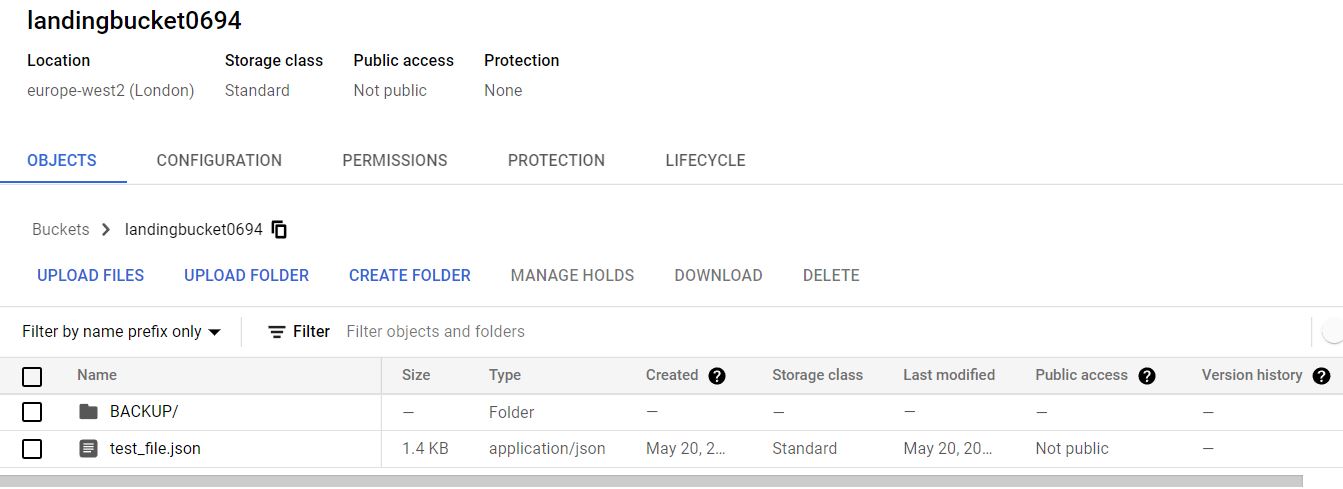 landingbucket0694
Location Storage class Public access Protection
europe-west2 (London) Standard Not public None
OBJECTS CONFIGURATION PERMISSIONS PROTECTION LIFECYCLE
Buckets > landingbucket0694
UPLOAD FILES UPLOAD FOLDER CREATE FOLDER MANAGE HOLDS DOWNLOAD DELETE
Filter by name prefix only Filter Filter objects and folders
Name Size Type Created ? Storage class Last modified Public access ? Version history ?
BACKUP/ — Folder — — — — —
test_file.json 1.4 KB application/json May 20, 2... Standard May 20, 20... Not public —